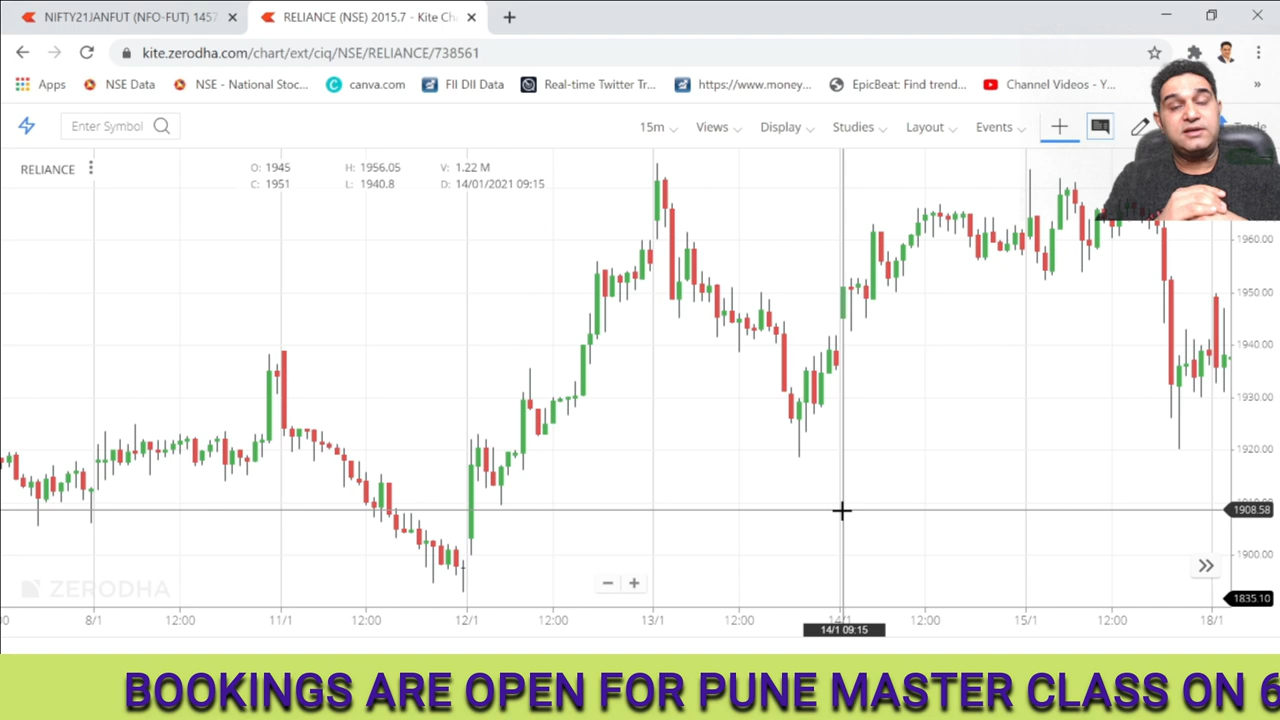 NIFTY21JANFUT (NFO-FUT) 1457
RELIANCE (NSE) 2015.7 - Kite Ch
kite.zerodha.com/chart/ext/ciq/NSE/RELIANCE/738561
Apps NSE Data NSE - National Stoc... canva.com FII DII Data Real-time Twitter Tr... https://www.money... EpicBeat: Find trend... Channel Videos - Y... »
Enter Symbol 15m Views Display Studies Layout Events Trade
RELIANCE O: 1945 H: 1956.05 V: 1.22 M
C: 1951 L: 1940.8 D: 14/01/2021 09:15
1960.00
1950.00
1940.00
1930.00
1920.00
1908.58
1900.00
ZERODHA
1835.10
8/1 12:00 11/1 12:00 12/1 12:00 13/1 12:00 14/1 12:00 15/1 12:00 18/1
14/1 09:15
BOOKINGS ARE OPEN FOR PUNE MASTER CLASS ON 6